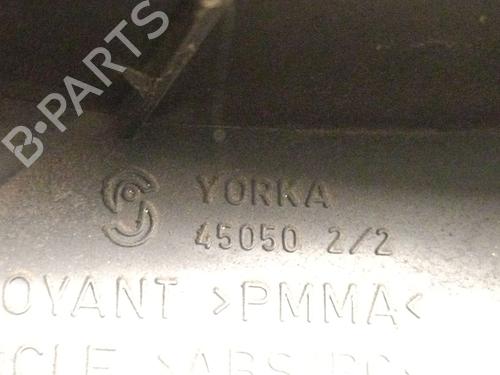 B-PARTS
YORKA
45050 2/2
OYANT >PMMA<